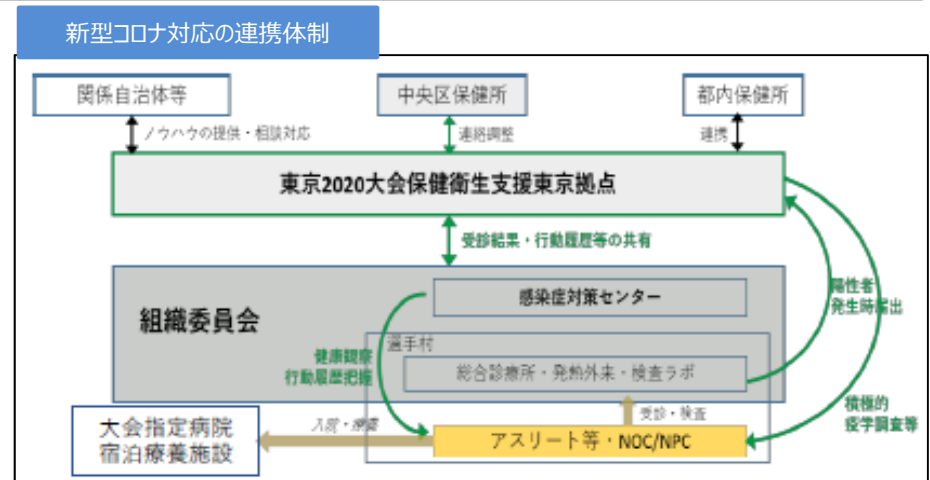 新型コロナ対応の連携体制
関係自治体等
中央区保健所
都内保健所
ノウハウの提供・相談対応
連絡調整
連携
東京2020大会保健衛生支援東京拠点
受診結果・行動履歴等の共有
陽性者
発生時届出
組織委員会
感染症対策センター
選手村
健康観察
行動履歴把握
総合診療所・発熱外来・検査ラボ
積極的
疫学調査等
受診・検査
大会指定病院
宿泊療養施設
入院・療養
アスリート等・NOC/NPC